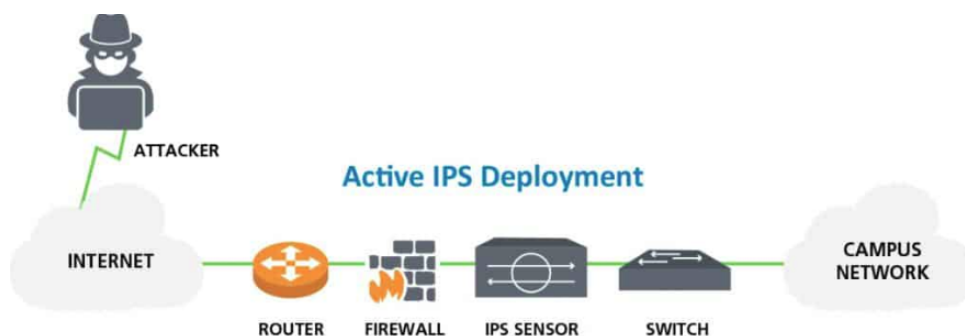 ATTACKER
Active IPS Deployment
INTERNET
CAMPUS
NETWORK
ROUTER
FIREWALL
IPS SENSOR
SWITCH